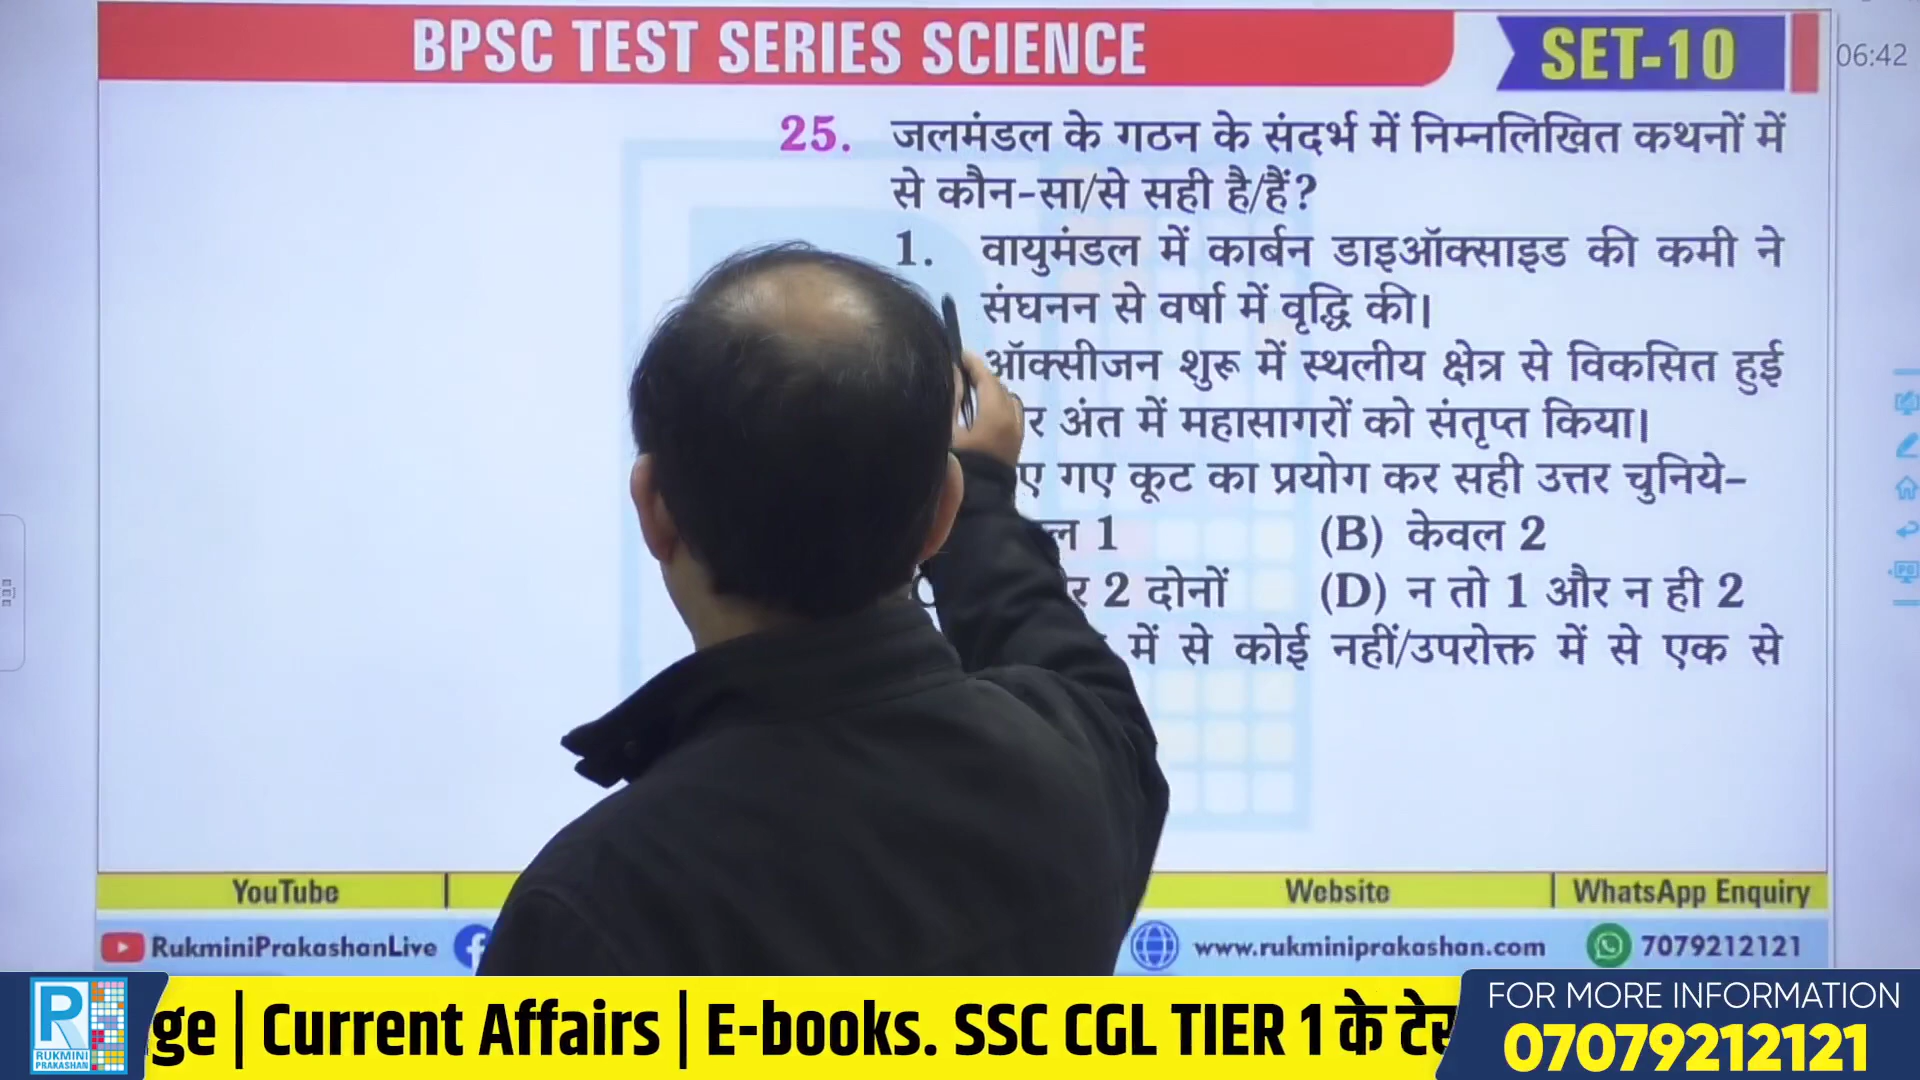 BPSC TEST SERIES SCIENCE
SET-10
06:42
25. जलमंडल के गठन के संदर्भ में निम्नलिखित कथनों में
से कौन-सा/से सही है/हैं?
1. वायुमंडल में कार्बन डाइऑक्साइड की कमी ने
संघनन से वर्षा में वृद्धि की।
ऑक्सीजन शुरू में स्थलीय क्षेत्र से विकसित हुई
अंत में महासागरों को संतृप्त किया।
गए कूट का प्रयोग कर सही उत्तर चुनिये-
1 (B) केवल 2
2 दोनों (D) न तो 1 और न ही 2
में से कोई नहीं/उपरोक्त में से एक से
YouTube | Website | WhatsApp Enquiry
RukminiPrakashanLive www.rukminiprakashan.com 7079212121
R RUKMINI PRAKASHAN
ge | Current Affairs | E-books. SSC CGL TIER 1 के
FOR MORE INFORMATION
07079212121